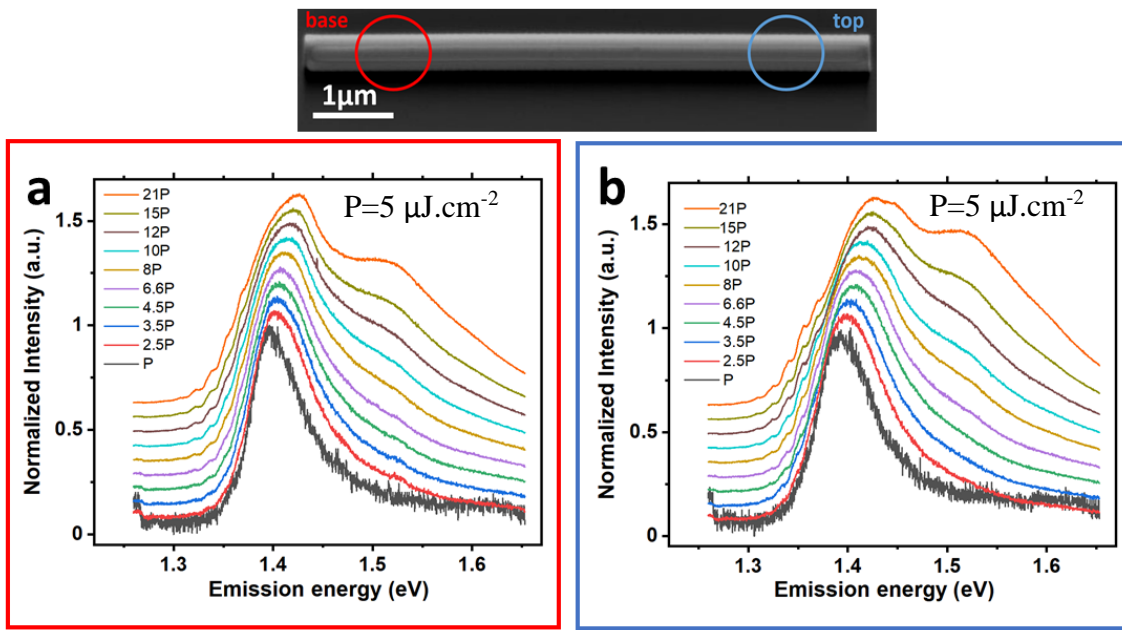 base
top
1μm
a
P=5 μJ.cm-2
21P
15P
12P
10P
8P
6.6P
4.5P
3.5P
2.5P
P
1.5
1
0.5
0
Normalized Intensity (a.u.)
1.3
1.4
1.5
1.6
Emission energy (eV)
b
P=5 μJ.cm-2
21P
15P
12P
10P
8P
6.6P
4.5P
3.5P
2.5P
P
1.5
1
0.5
0
Normalized Intensity (a.u.)
1.3
1.4
1.5
1.6
Emission energy (eV)